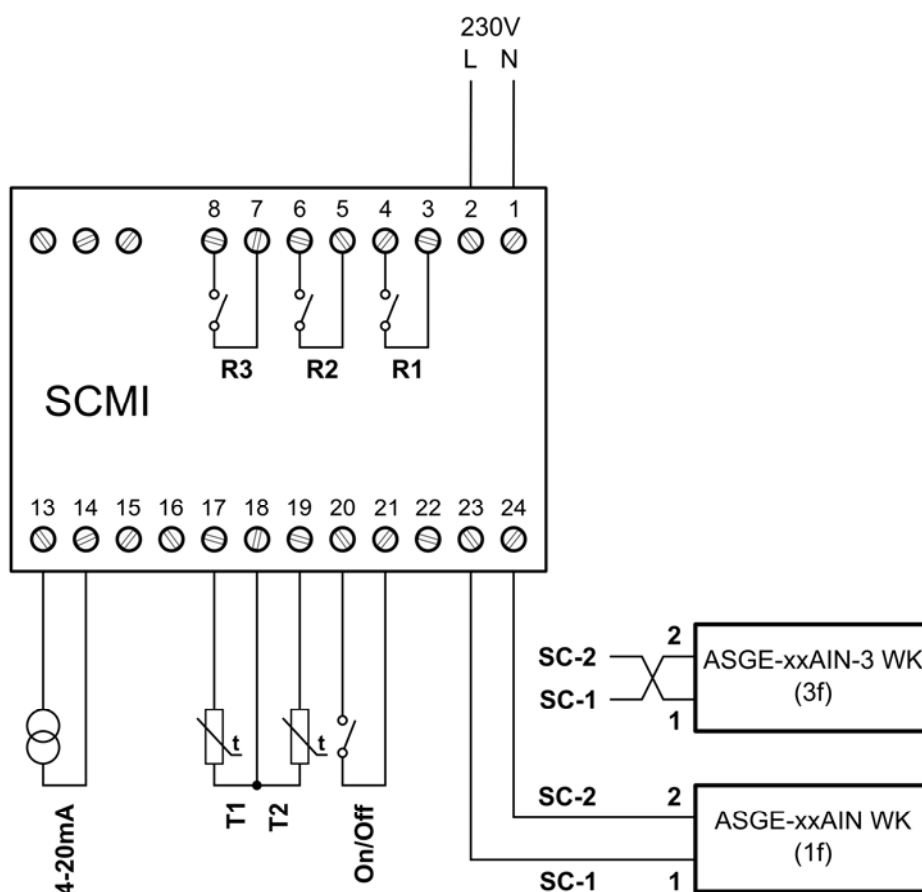 230V
L N
8 7 6 5 4 3 2 1
R3 R2 R1
SCMI
13 14 15 16 17 18 19 20 21 22 23 24
SC-2 2
ASGE-xxAIN-3 WK
(3f)
SC-1 1
t t
T1 T2 On/Off 4-20mA
SC-2 2
ASGE-xxAIN WK
(1f)
SC-1 1